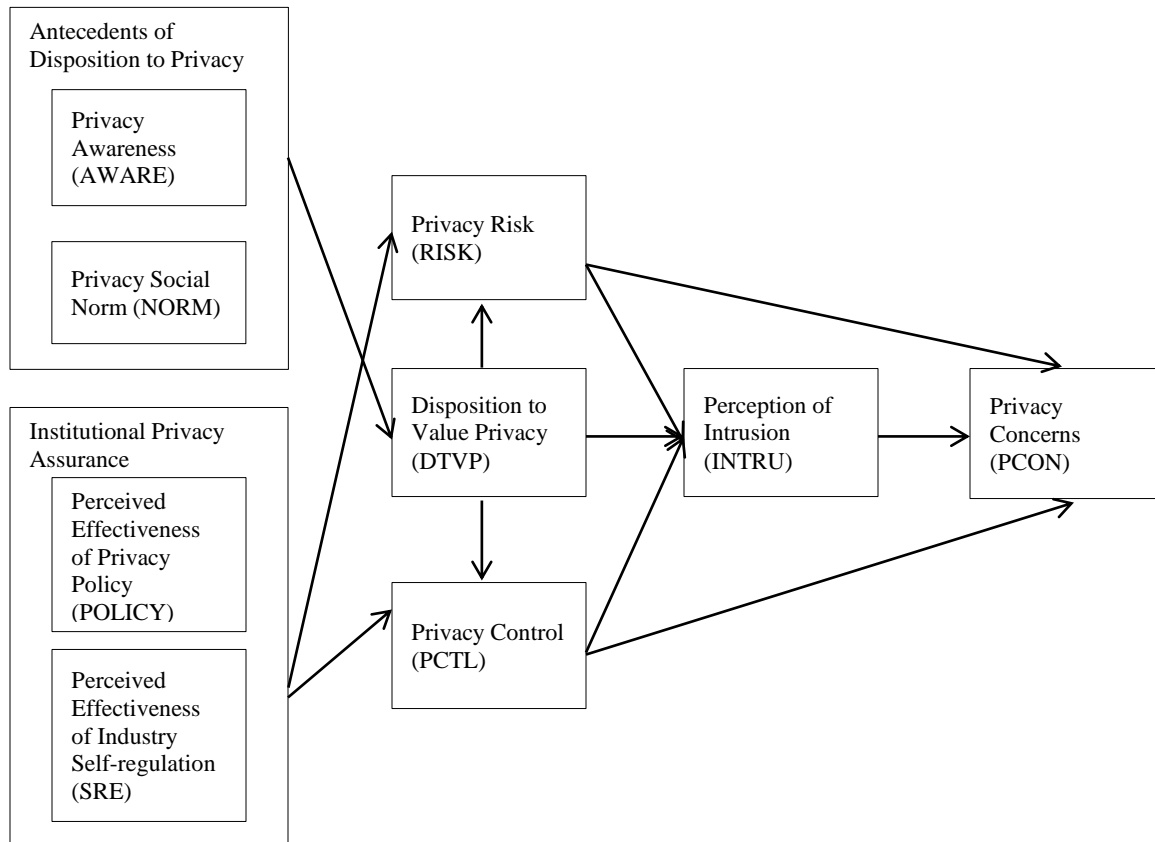 Antecedents of
Disposition to Privacy
Privacy
Awareness
(AWARE)
Privacy Social
Norm (NORM)
Institutional Privacy
Assurance
Perceived
Effectiveness
of Privacy
Policy
(POLICY)
Perceived
Effectiveness
of Industry
Self-regulation
(SRE)
Privacy Risk
(RISK)
Disposition to
Value Privacy
(DTVP)
Privacy Control
(PCTL)
Perception of
Intrusion
(INTRU)
Privacy
Concerns
(PCON)